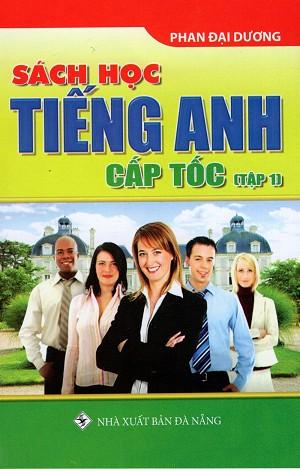 PHAN ĐẠI DƯƠNG
SÁCH HỌC
TIẾNG ANH
CẤP TỐC (TẬP 1)
NHÀ XUẤT BẢN ĐÀ NẴNG